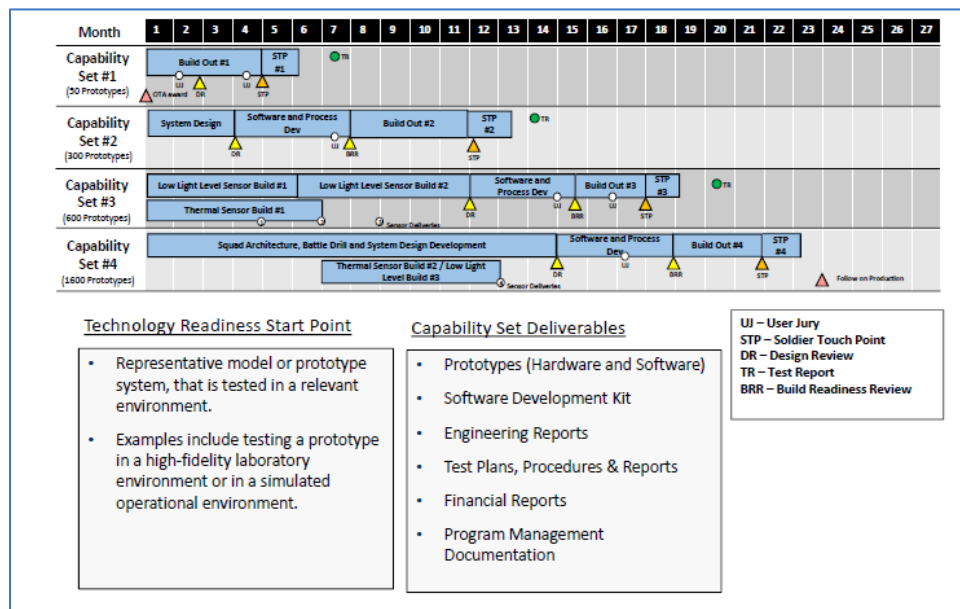 Month 1 2 3 4 5 6 7 8 9 10 11 12 13 14 15 16 17 18 19 20 21 22 23 24 25 26 27
Capability
Set #1
(50 Prototypes)
Build Out #1
STP
#1
TR
UJ
DR
UJ
STP
OTA award
Capability
Set #2
(300 Prototypes)
System Design
Software and Process
Dev
Build Out #2
STP
#2
TR
DR
UJ
BRR
STP
Capability
Set #3
(600 Prototypes)
Low Light Level Sensor Build #1
Low Light Level Sensor Build #2
Software and
Process Dev
Build Out #3
STP
#3
TR
Thermal Sensor Build #1
Sensor Deliveries
DR
UJ
BRR
UJ
STP
Capability
Set #4
(1600 Prototypes)
Squad Architecture, Battle Drill and System Design Development
Software and Process
Dev
Build Out #4
STP
#4
Thermal Sensor Build #2 / Low Light
Level Build #3
Sensor Deliveries
DR
UJ
BRR
STP
Follow on Production
Technology Readiness Start Point
• Representative model or prototype
system, that is tested in a relevant
environment.
• Examples include testing a prototype
in a high-fidelity laboratory
environment or in a simulated
operational environment.
Capability Set Deliverables
• Prototypes (Hardware and Software)
• Software Development Kit
• Engineering Reports
• Test Plans, Procedures & Reports
• Financial Reports
• Program Management
Documentation
UJ – User Jury
STP – Soldier Touch Point
DR – Design Review
TR – Test Report
BRR – Build Readiness Review